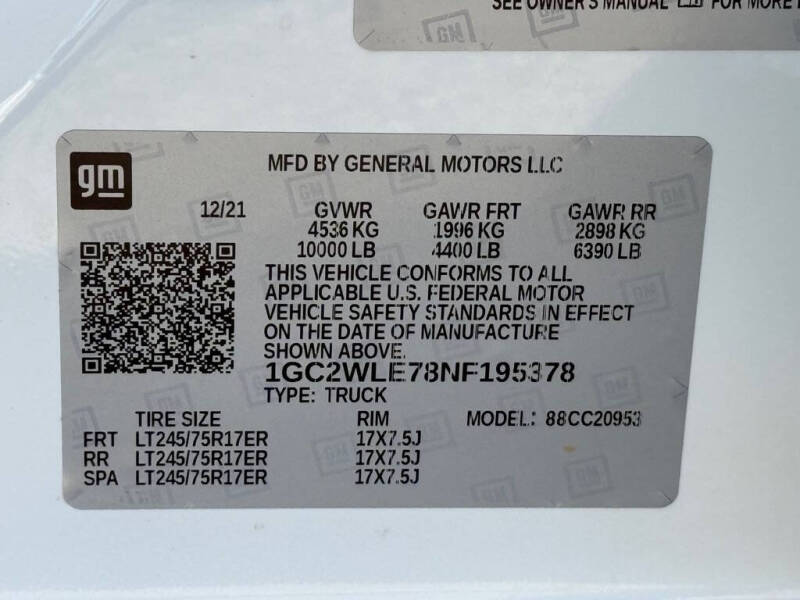 SEE OWNER'S MANUAL FOR MORE
GM
gm
MFD BY GENERAL MOTORS LLC
12/21 GVWR GAWR FRT GAWR RR
4536 KG 1996 KG 2898 KG
10000 LB 4400 LB 6390 LB
THIS VEHICLE CONFORMS TO ALL
APPLICABLE U.S. FEDERAL MOTOR
VEHICLE SAFETY STANDARDS IN EFFECT
ON THE DATE OF MANUFACTURE
SHOWN ABOVE.
1GC2WLE78NF195378
TYPE: TRUCK
TIRE SIZE RIM MODEL: 88CC20953
FRT LT245/75R17ER 17X7.5J
RR LT245/75R17ER 17X7.5J
SPA LT245/75R17ER 17X7.5J